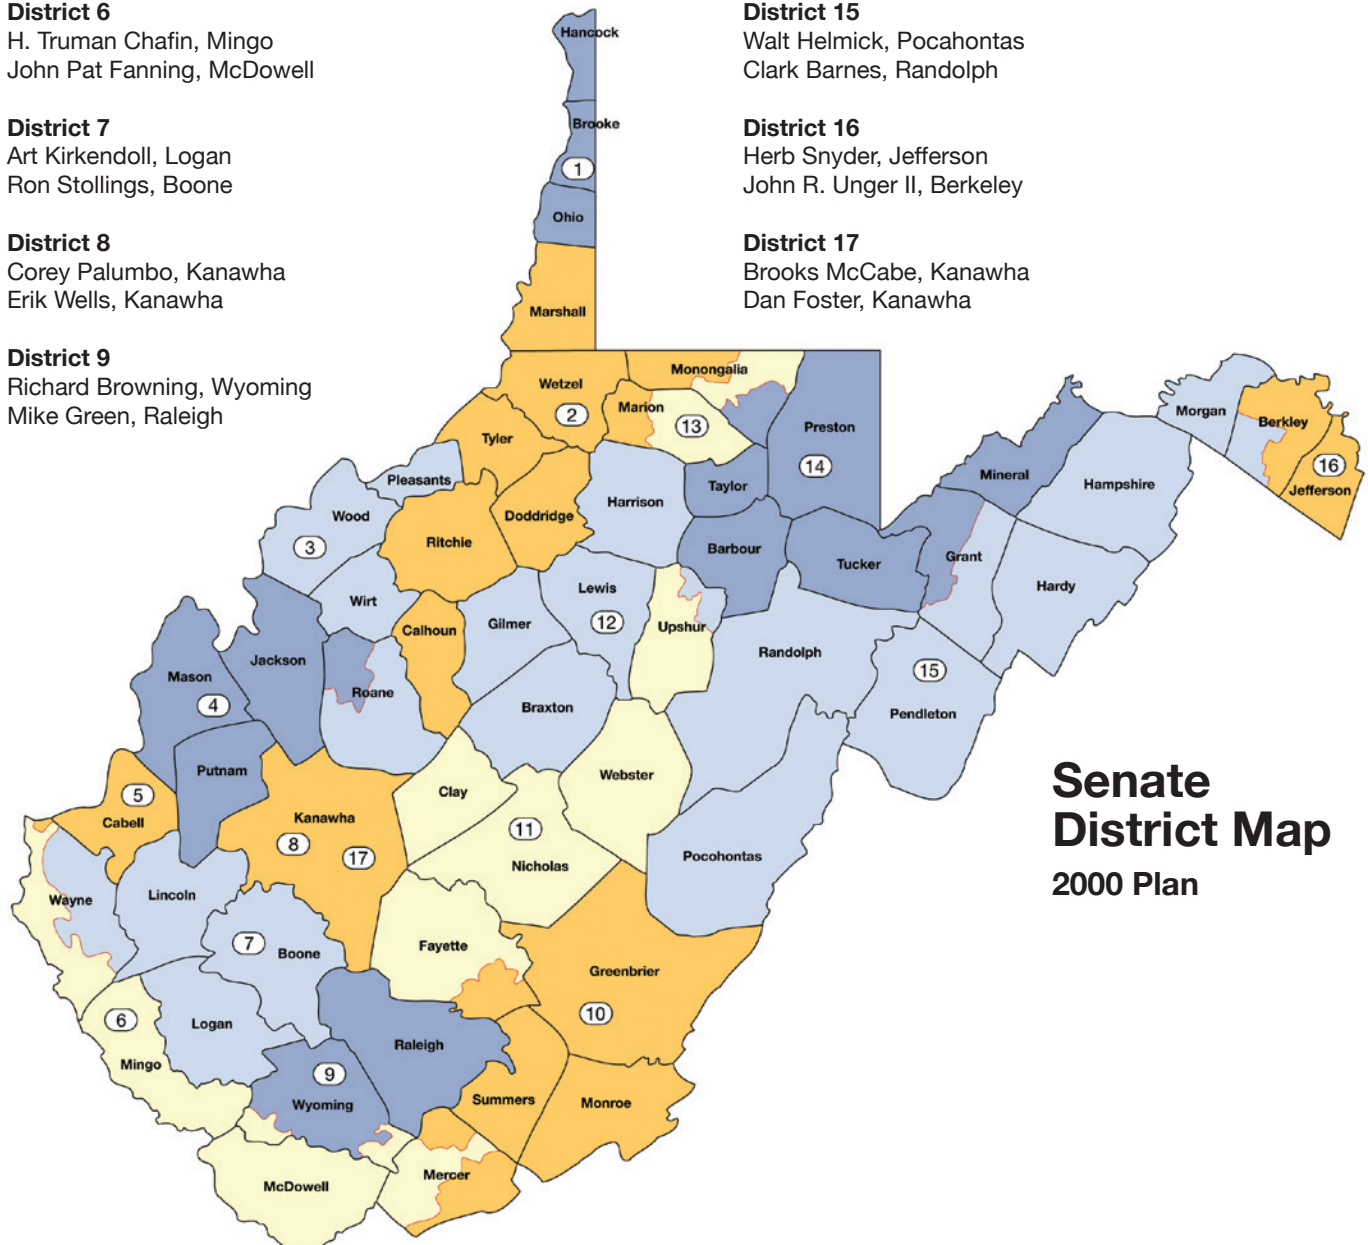 District 6
H. Truman Chafin, Mingo
John Pat Fanning, McDowell
District 7
Art Kirkendoll, Logan
Ron Stollings, Boone
District 8
Corey Palumbo, Kanawha
Erik Wells, Kanawha
District 9
Richard Browning, Wyoming
Mike Green, Raleigh
District 15
Walt Helmick, Pocahontas
Clark Barnes, Randolph
District 16
Herb Snyder, Jefferson
John R. Unger II, Berkeley
District 17
Brooks McCabe, Kanawha
Dan Foster, Kanawha
Hancock
Brooke
1
Ohio
Marshall
Wetzel
2
Monongalia
Marion
13
Preston
14
Tyler
Pleasants
Wood
3
Ritchie
Doddridge
Harrison
Taylor
Barbour
Tucker
Mineral
Grant
Hampshire
Hardy
Morgan
Berkley
16
Jefferson
Wirt
Calhoun
Gilmer
Lewis
12
Upshur
Randolph
15
Pendleton
Mason
4
Jackson
Roane
Braxton
Putnam
5
Cabell
Kanawha
8
17
Clay
Webster
11
Nicholas
Pocohontas
Senate
District Map
2000 Plan
Wayne
Lincoln
7
Boone
Fayette
Greenbrier
10
6
Mingo
Logan
Raleigh
9
Wyoming
Summers
Monroe
McDowell
Mercer